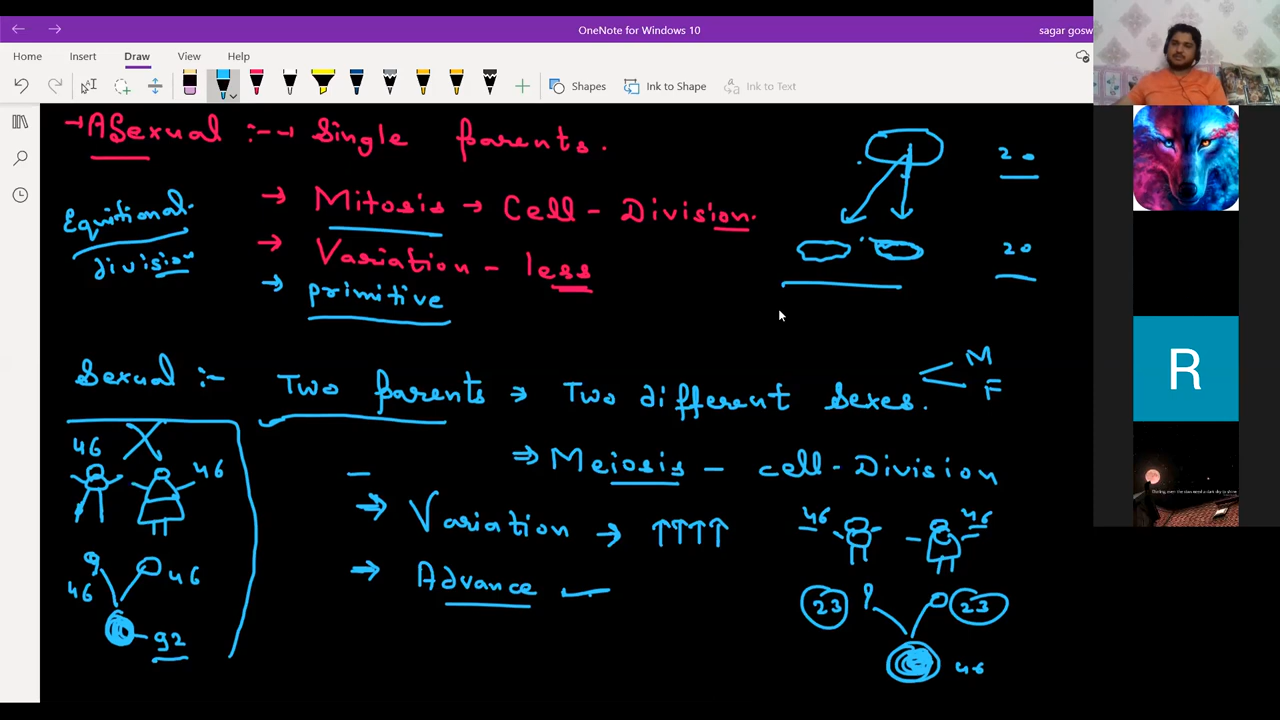 OneNote for Windows 10
sagar gosw
Home Insert Draw View Help
Shapes Ink to Shape Ink to Text
→ ASexual :-→ Single parents.
20
Equitional division
→ Mitosis → Cell - Division.
→ Variation - less
20
→ primitive
Sexual :- Two parents → Two different Sexes. M F
⇒ Meiosis - cell - Division
46 46
→ Variation → ↑↑↑↑
46 46
→ Advance
46 46
23 23
92
46
R